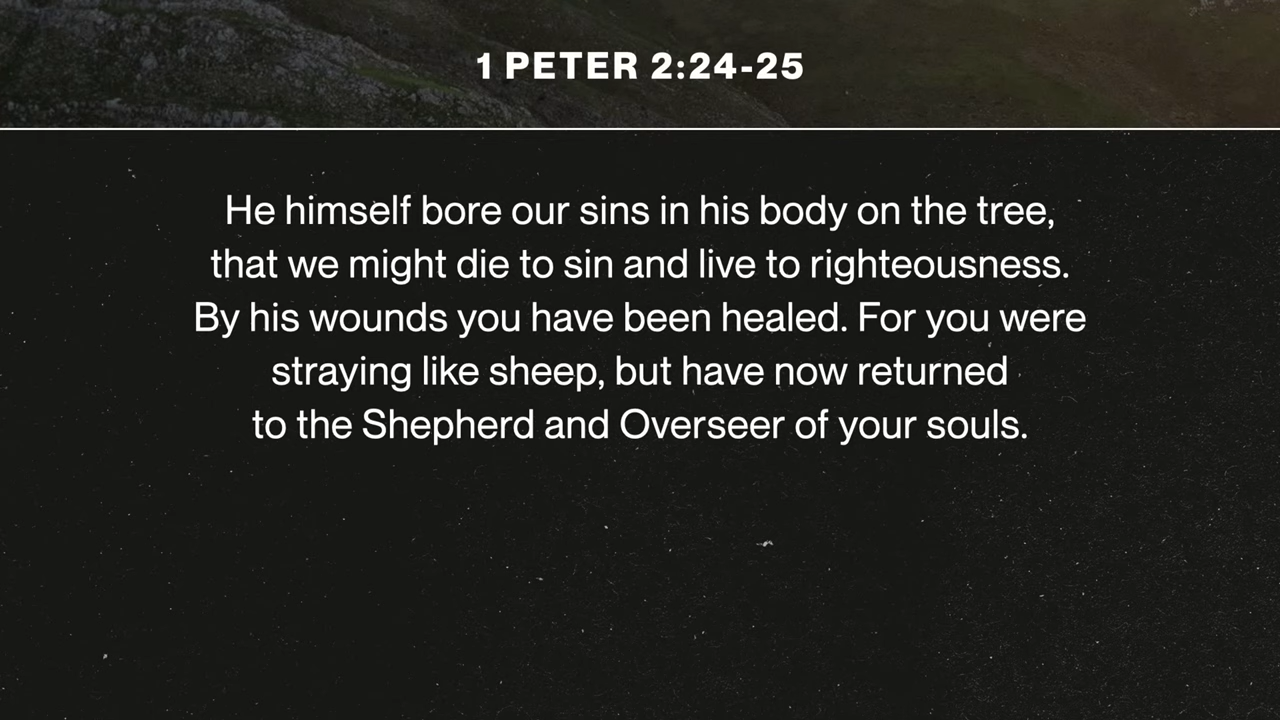 1 PETER 2:24-25
He himself bore our sins in his body on the tree,
that we might die to sin and live to righteousness.
By his wounds you have been healed. For you were
straying like sheep, but have now returned
to the Shepherd and Overseer of your souls.